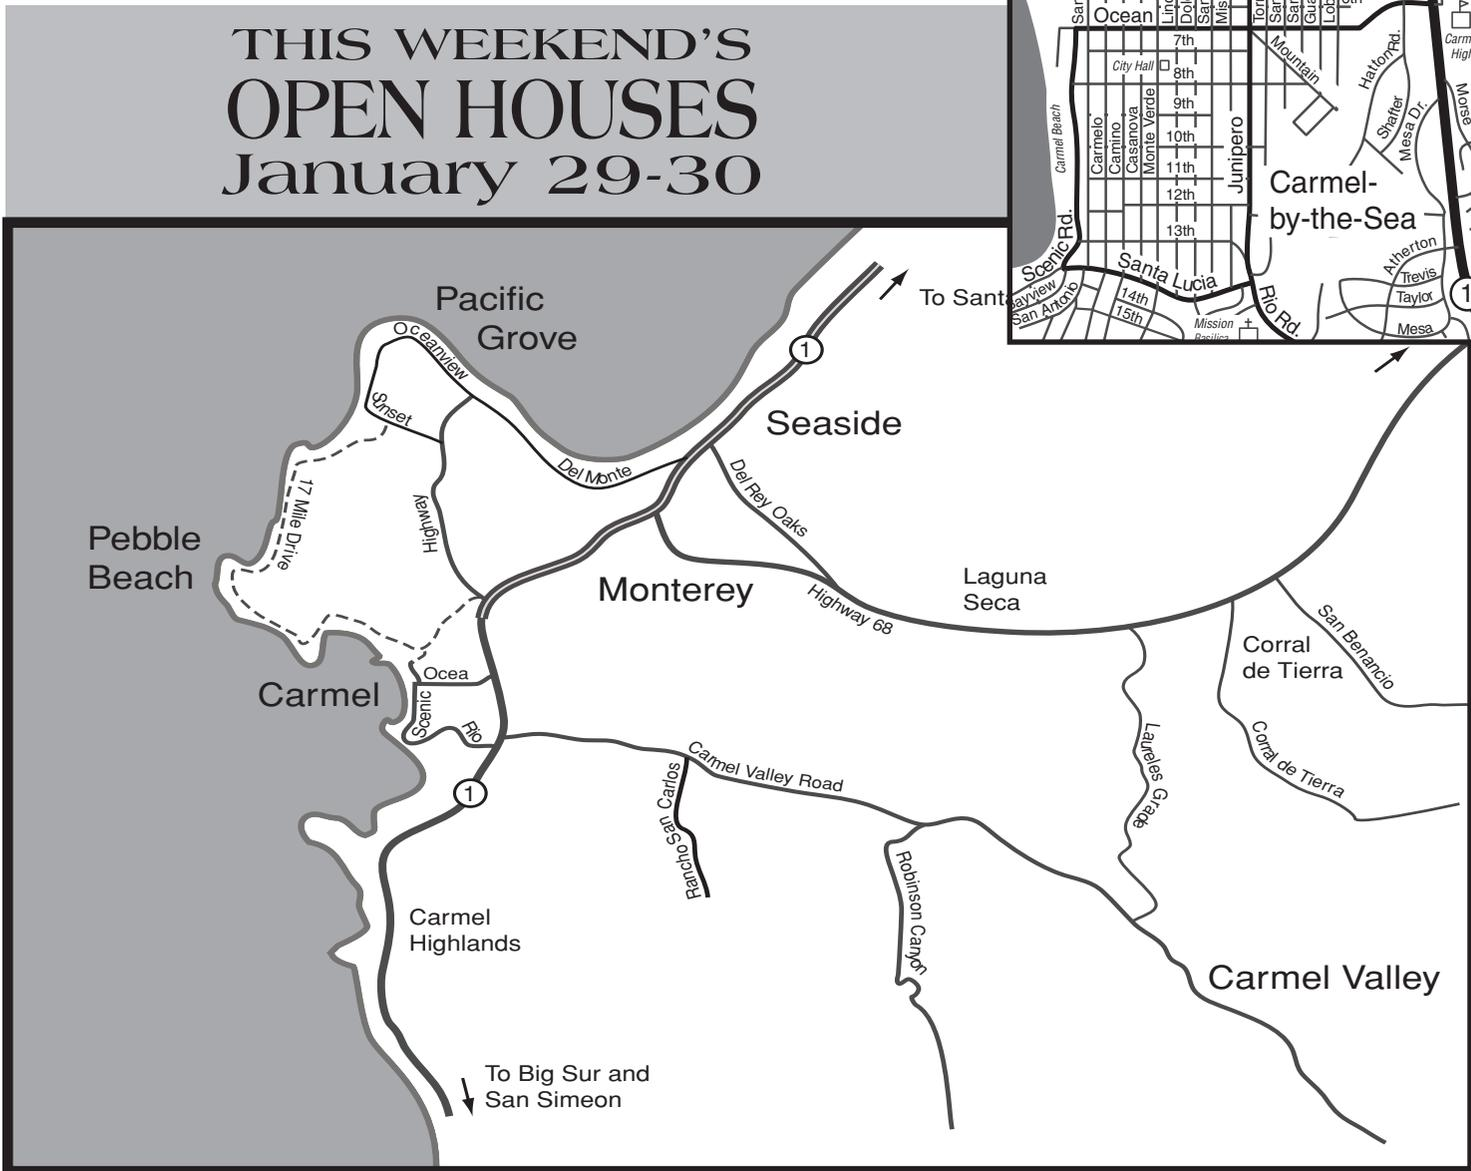 THIS WEEKEND'S
OPEN HOUSES
January 29-30
Ocean
7th
City Hall
8th
9th
10th
11th
12th
13th
Carmel Beach
Carmelo
Camino
Casanova
Monte Verde
Junipero
Mountain
Hatton Rd.
Shafter
Mesa Dr.
Morse
Carmel-
by-the-Sea
Scenic Rd.
Santa Lucia
San Antonio
14th
15th
Mission
Basilica
Rio Rd.
Atherton
Trevis
Taylor
Mesa
1
Pacific
Grove
Oceanview
Sunset
To Santa
1
Seaside
Del Monte
Del Rey Oaks
17 Mile Drive
Highway
Pebble
Beach
Monterey
Highway 68
Laguna
Seca
Corral
de Tierra
San Benancio
Corral de Tierra
Laureles Grade
Carmel
Ocea
Scenic
Rio
1
Carmel Valley Road
Rancho San Carlos
Robinson Canyon
Carmel
Highlands
Carmel Valley
To Big Sur and
San Simeon